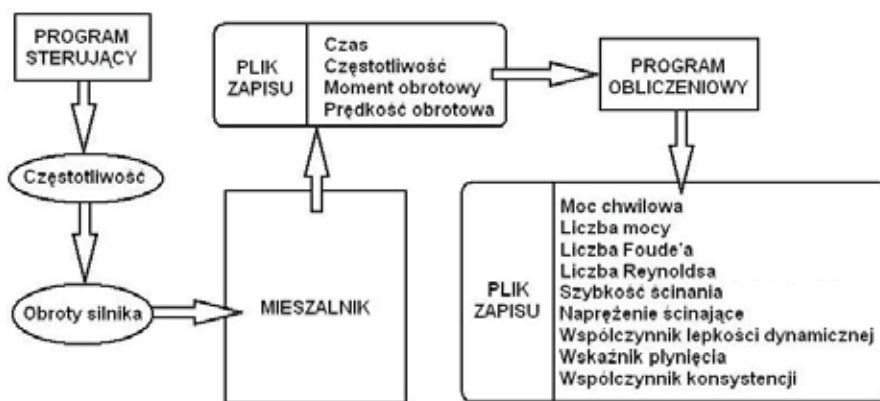 PROGRAM
STERUJĄCY
Częstotliwość
Obroty silnika
MIESZALNIK
PLIK
ZAPISU
Czas
Częstotliwość
Moment obrotowy
Prędkość obrotowa
PROGRAM
OBLICZENIOWY
PLIK
ZAPISU
Moc chwilowa
Liczba mocy
Liczba Foude'a
Liczba Reynoldsa
Szybkość ścinania
Naprężenie ścinające
Współczynnik lepkości dynamicznej
Wskaźnik płynięcia
Współczynnik konsystencji